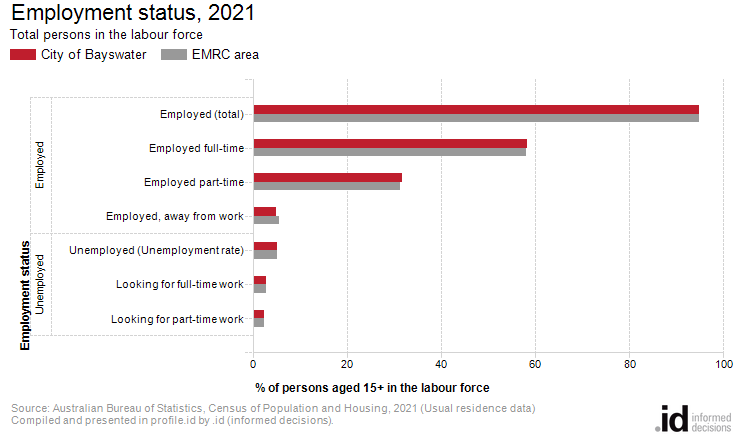 Employment status, 2021
Total persons in the labour force
City of Bayswater
EMRC area
Employment status
Employed
Employed (total)
Employed full-time
Employed part-time
Employed, away from work
Unemployed
Unemployed (Unemployment rate)
Looking for full-time work
Looking for part-time work
0 20 40 60 80 100
% of persons aged 15+ in the labour force
Source: Australian Bureau of Statistics, Census of Population and Housing, 2021 (Usual residence data)
Compiled and presented in profile.id by .id (informed decisions).
.id informed
decisions